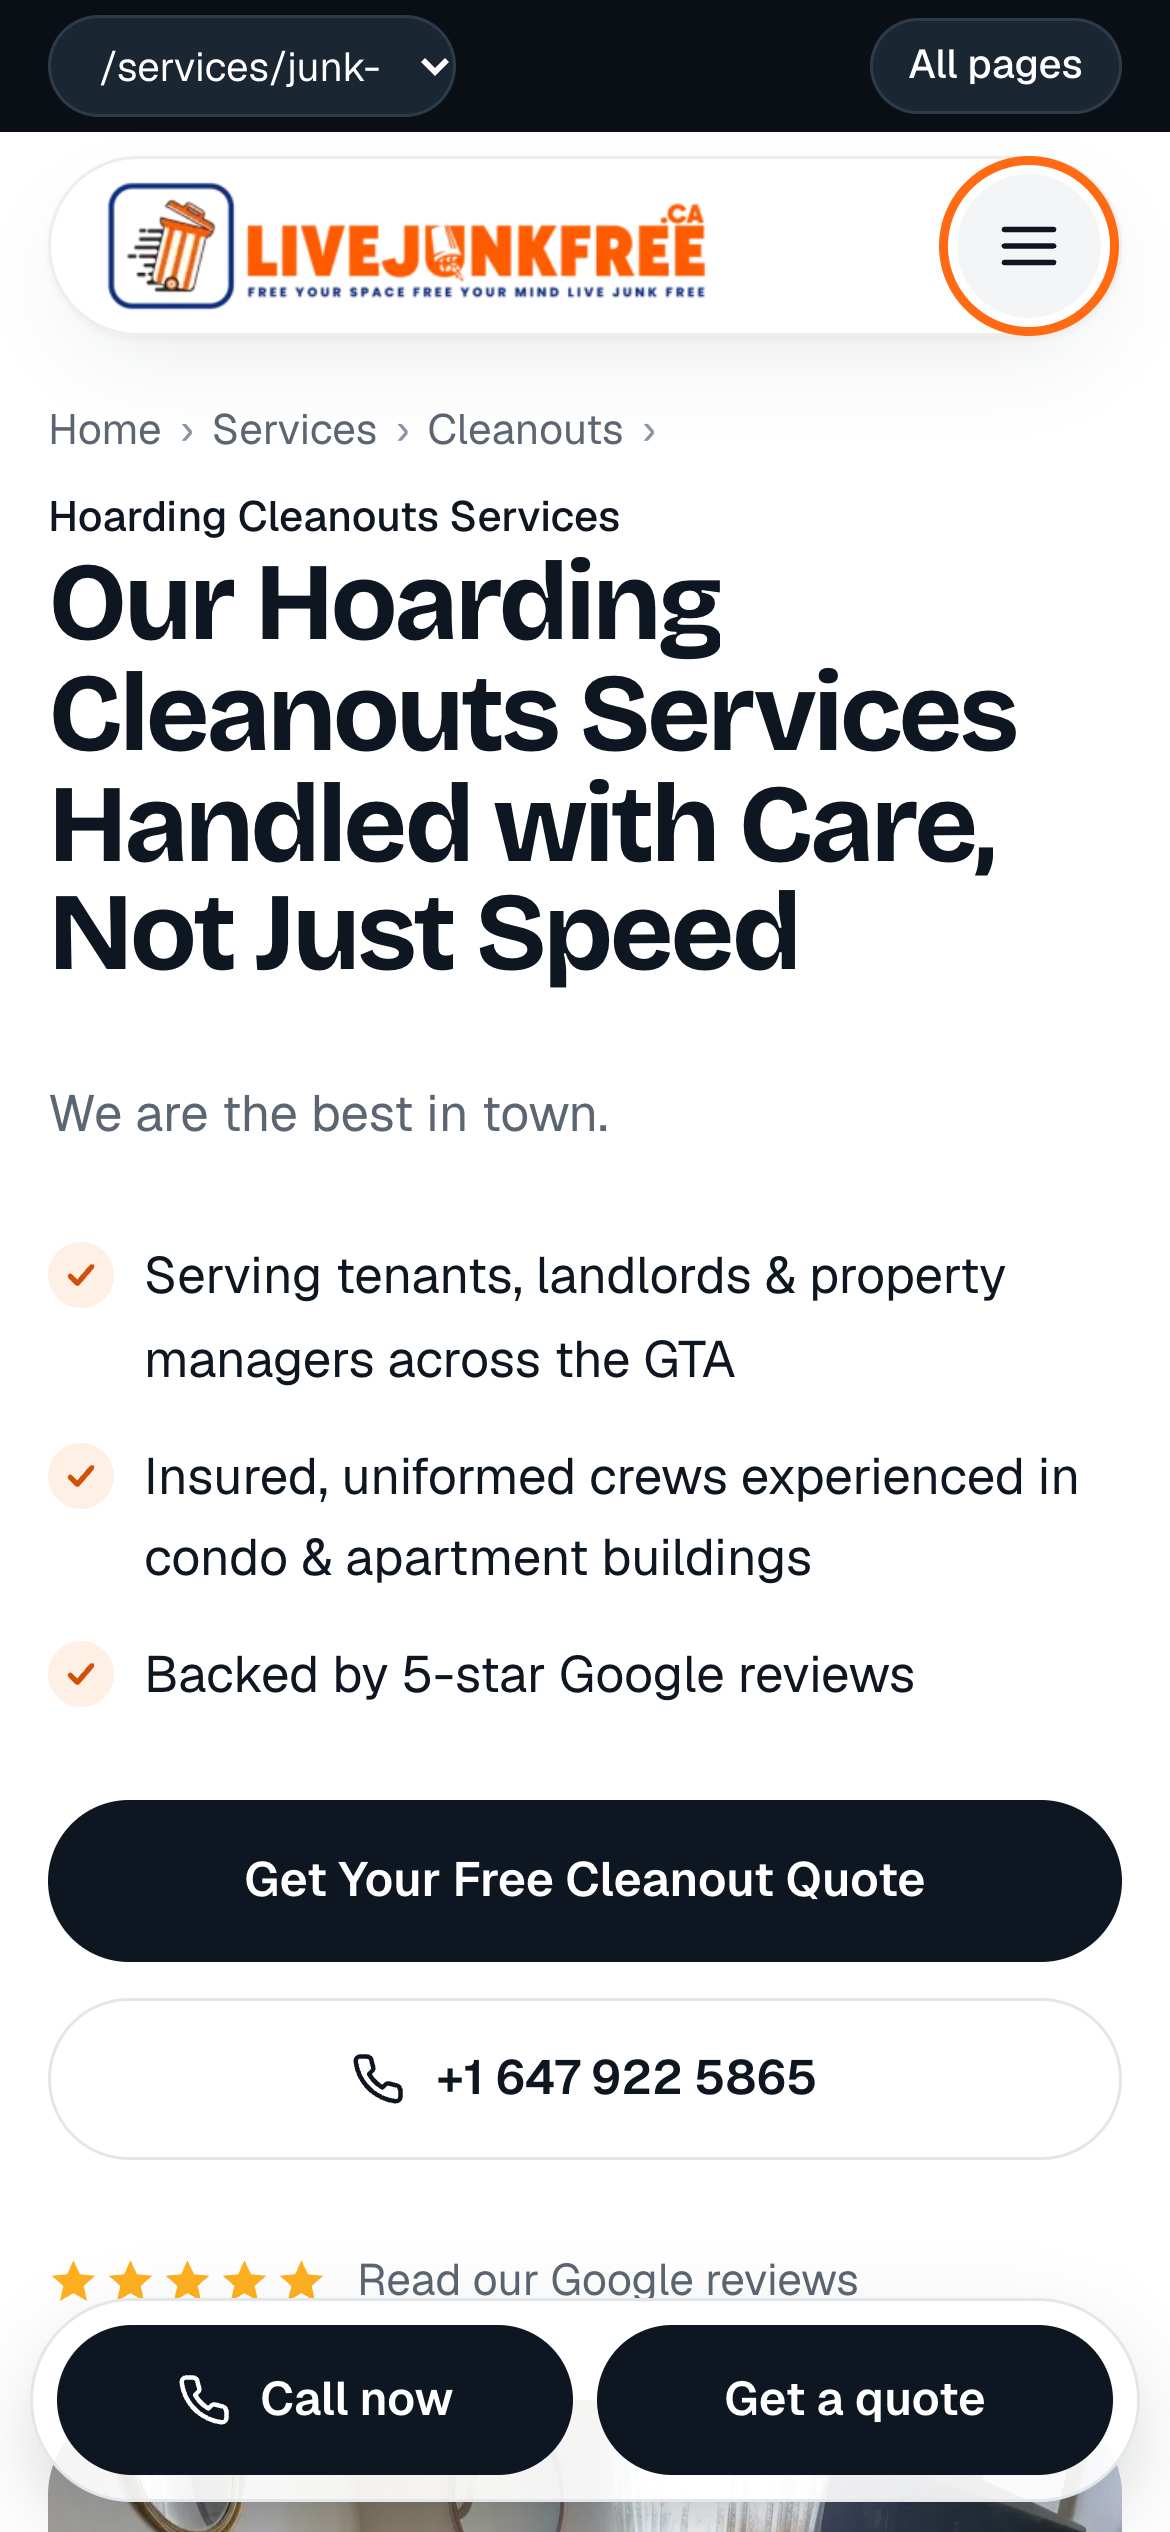 /services/junk-
All pages
LIVEJUNKFREE.CA
FREE YOUR SPACE FREE YOUR MIND LIVE JUNK FREE
Home › Services › Cleanouts ›
Hoarding Cleanouts Services
Our Hoarding
Cleanouts Services
Handled with Care,
Not Just Speed
We are the best in town.
Serving tenants, landlords & property
managers across the GTA
Insured, uniformed crews experienced in
condo & apartment buildings
Backed by 5-star Google reviews
Get Your Free Cleanout Quote
+1 647 922 5865
Read our Google reviews
Call now
Get a quote